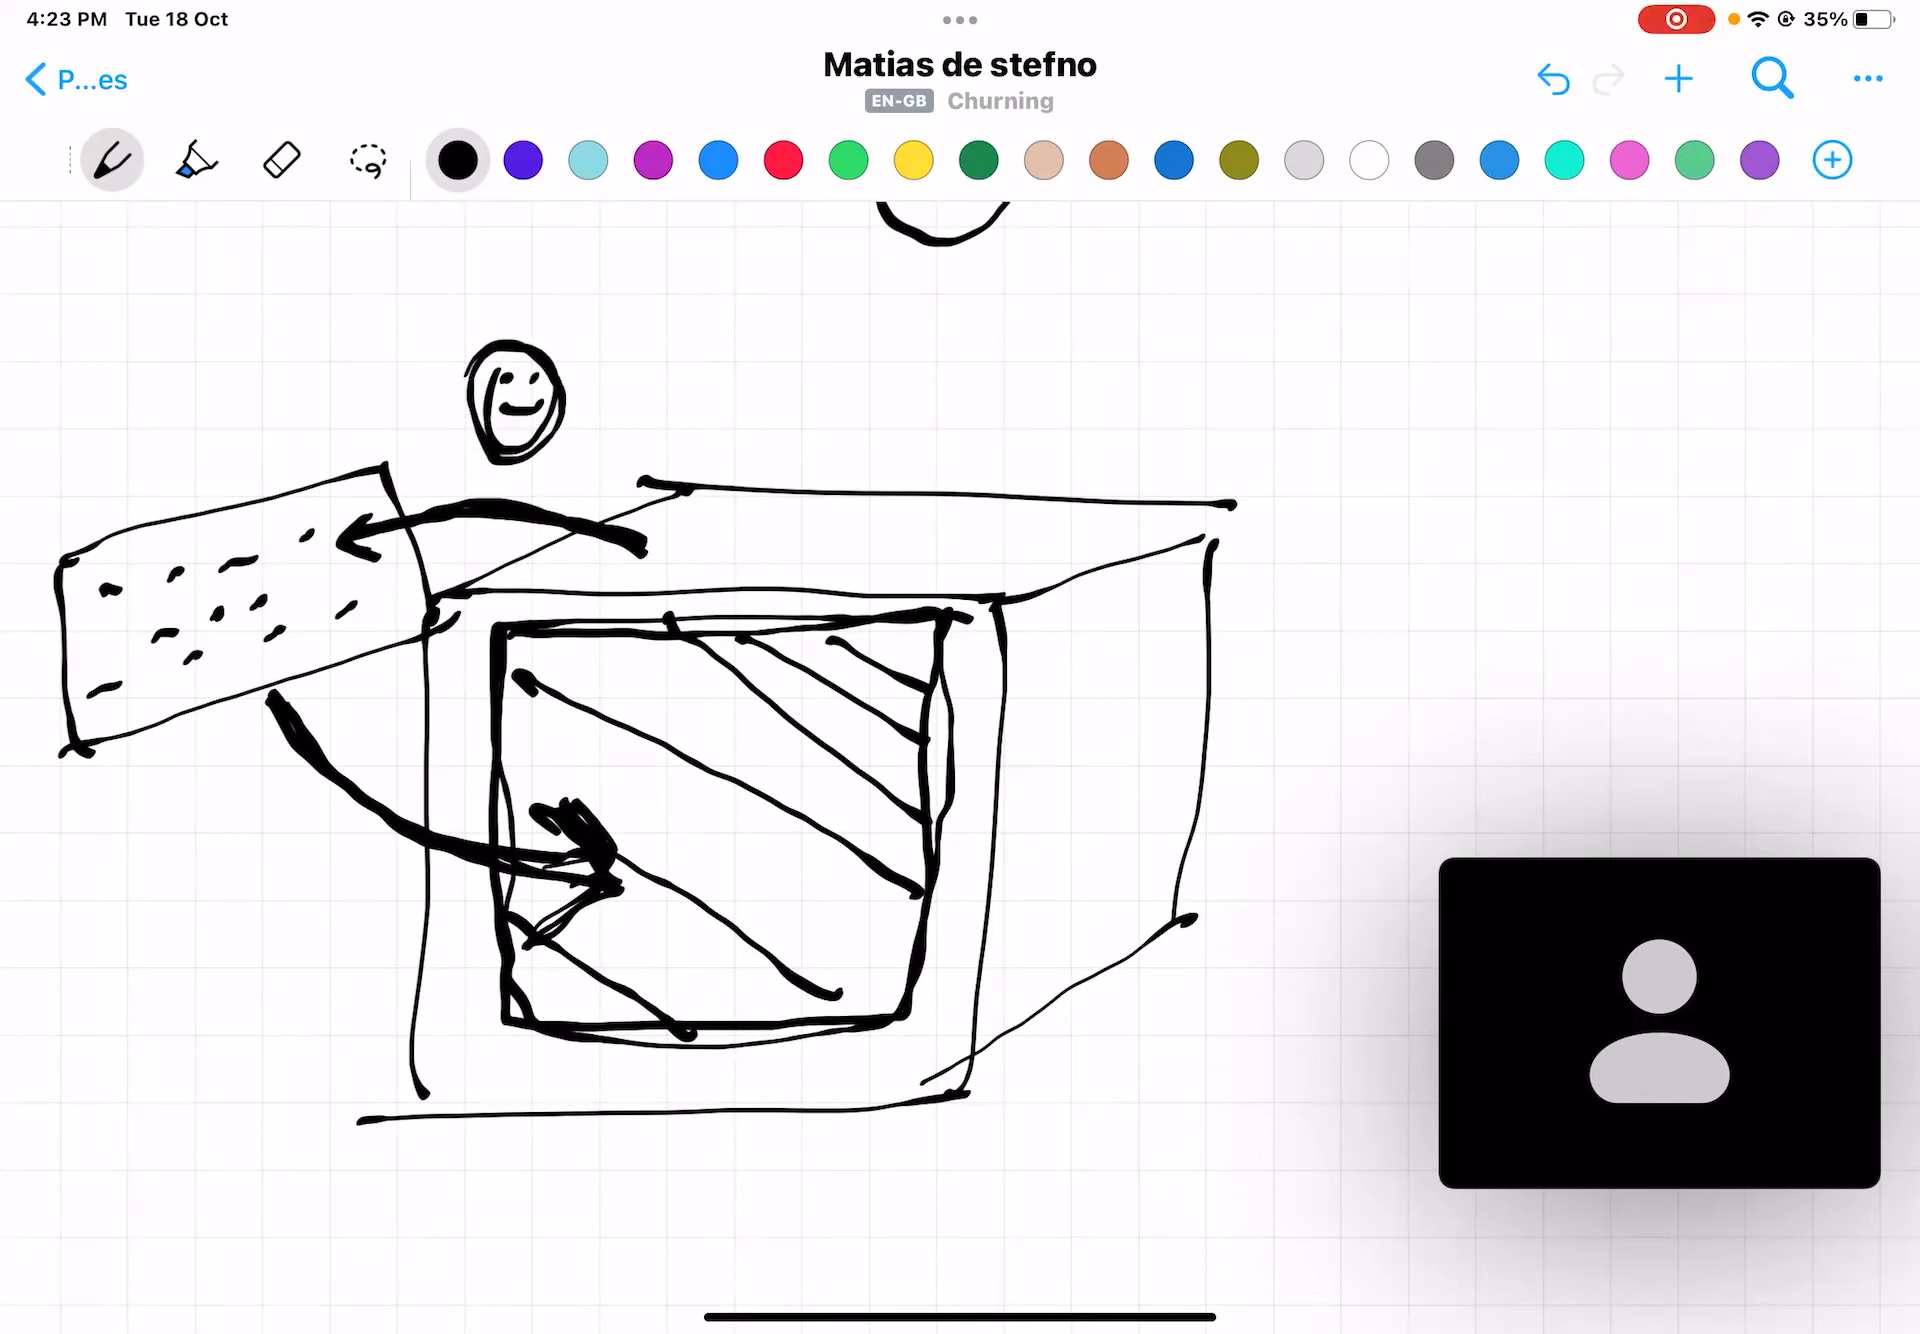 4:23 PM Tue 18 Oct
35%
P...es
Matias de stefno
EN-GB Churning